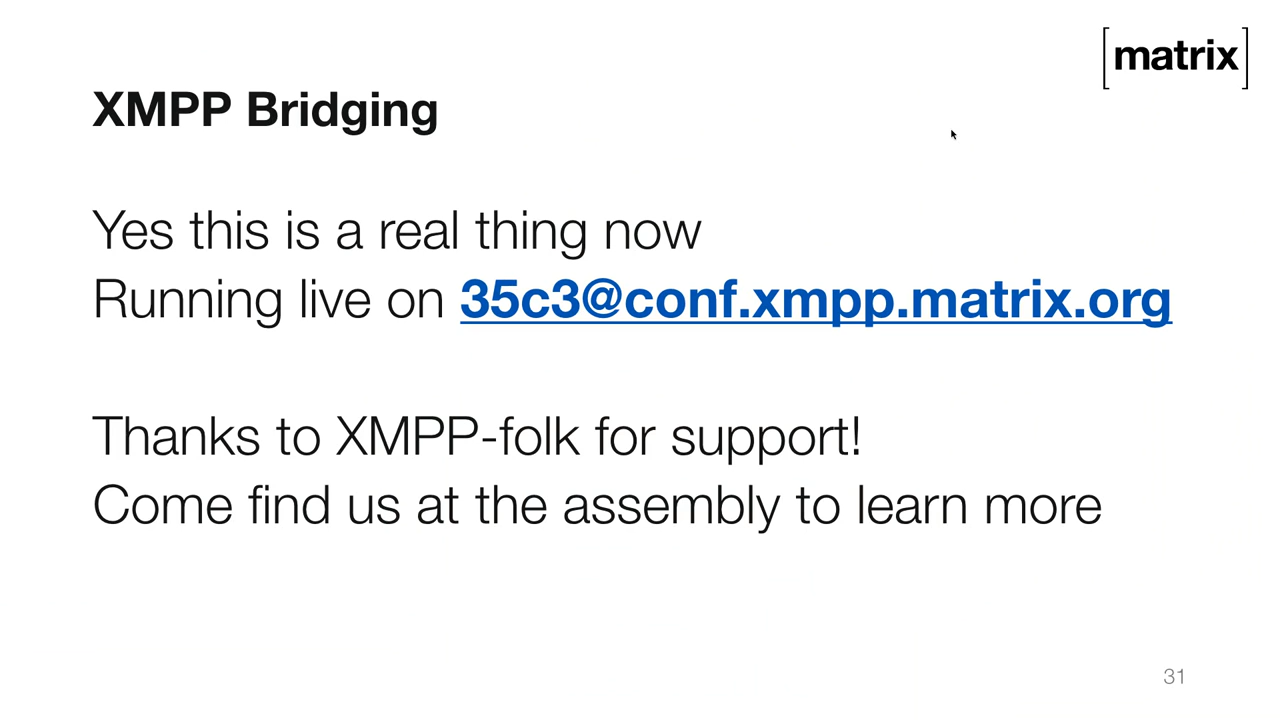 [matrix]
XMPP Bridging
Yes this is a real thing now
Running live on 35c3@conf.xmpp.matrix.org
Thanks to XMPP-folk for support!
Come find us at the assembly to learn more
31